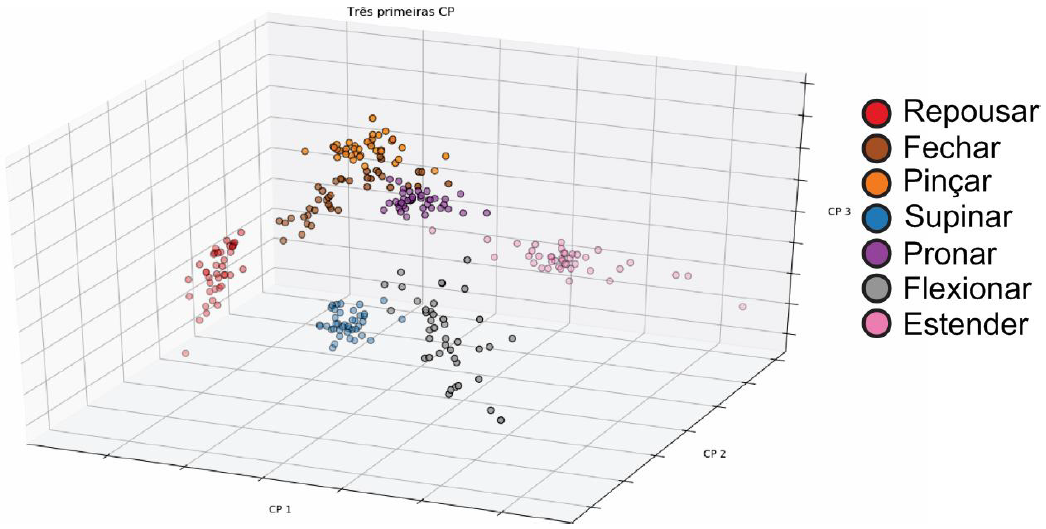 Três primeiras CP
Repousar
Fechar
Pinçar
Supinar
Pronar
Flexionar
Estender
CP 3
CP 2
CP 1